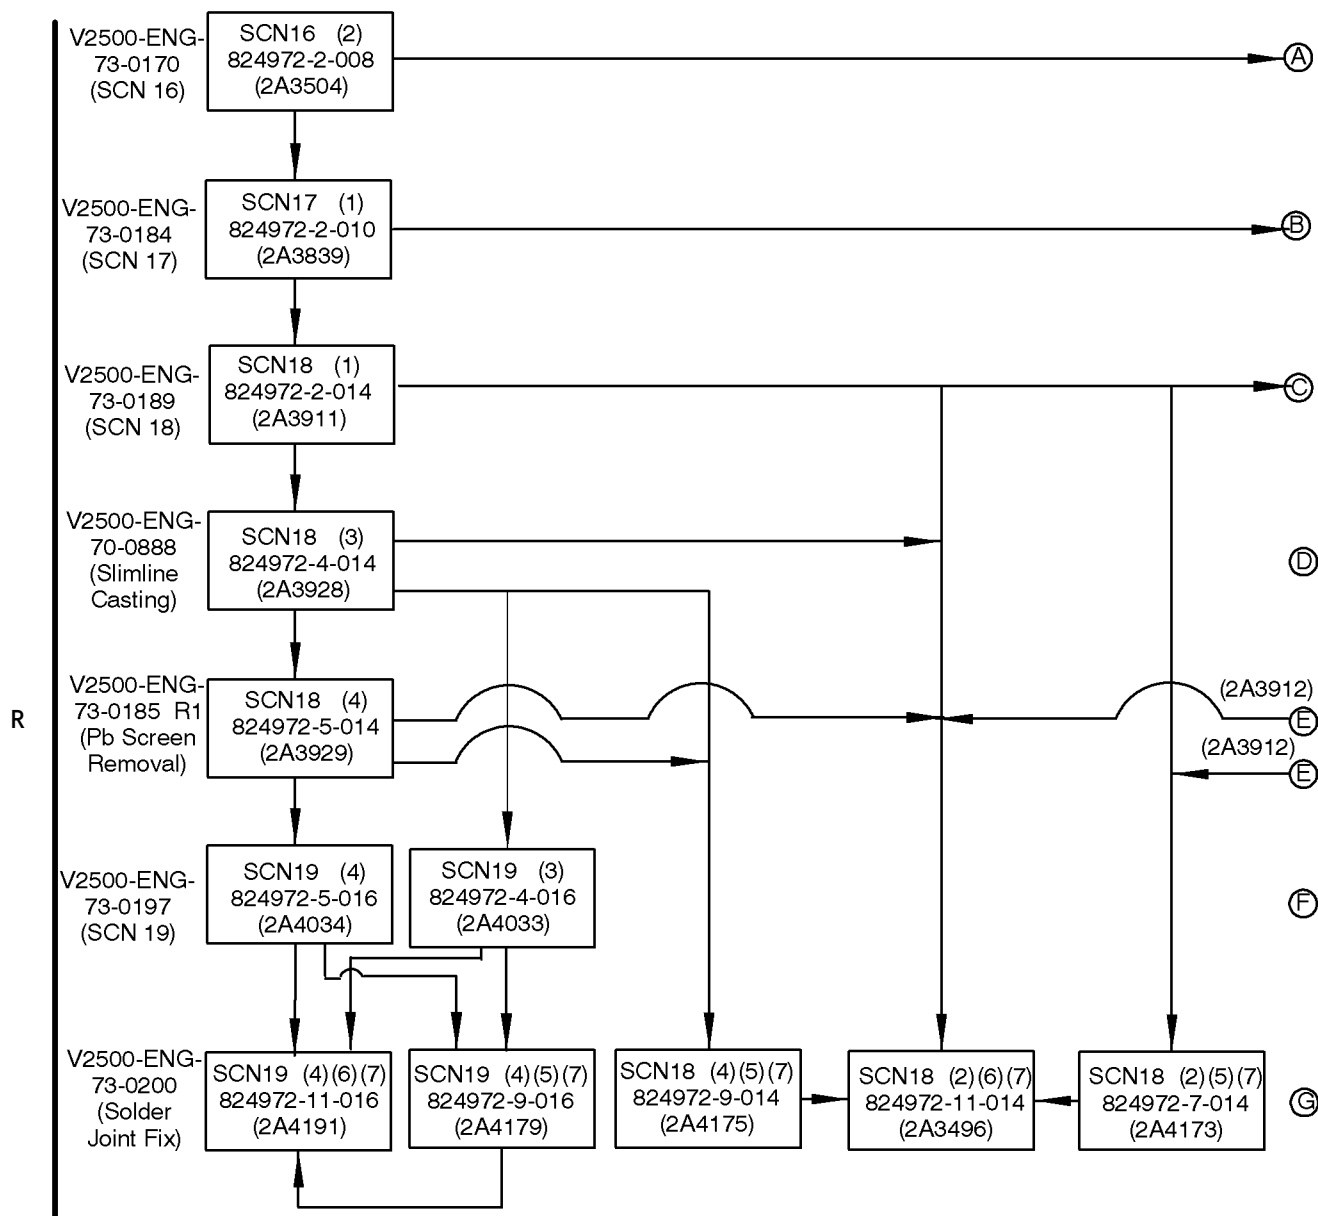 V2500-ENG-
73-0170
(SCN 16)
SCN16 (2)
824972-2-008
(2A3504)
A
V2500-ENG-
73-0184
(SCN 17)
SCN17 (1)
824972-2-010
(2A3839)
B
V2500-ENG-
73-0189
(SCN 18)
SCN18 (1)
824972-2-014
(2A3911)
C
V2500-ENG-
70-0888
(Slimline
Casting)
SCN18 (3)
824972-4-014
(2A3928)
D
R
V2500-ENG-
73-0185 R1
(Pb Screen
Removal)
SCN18 (4)
824972-5-014
(2A3929)
(2A3912)
E
(2A3912)
E
V2500-ENG-
73-0197
(SCN 19)
SCN19 (4)
824972-5-016
(2A4034)
SCN19 (3)
824972-4-016
(2A4033)
F
V2500-ENG-
73-0200
(Solder
Joint Fix)
SCN19 (4)(6)(7)
824972-11-016
(2A4191)
SCN19 (4)(5)(7)
824972-9-016
(2A4179)
SCN18 (4)(5)(7)
824972-9-014
(2A4175)
SCN18 (2)(6)(7)
824972-11-014
(2A3496)
SCN18 (2)(5)(7)
824972-7-014
(2A4173)
G